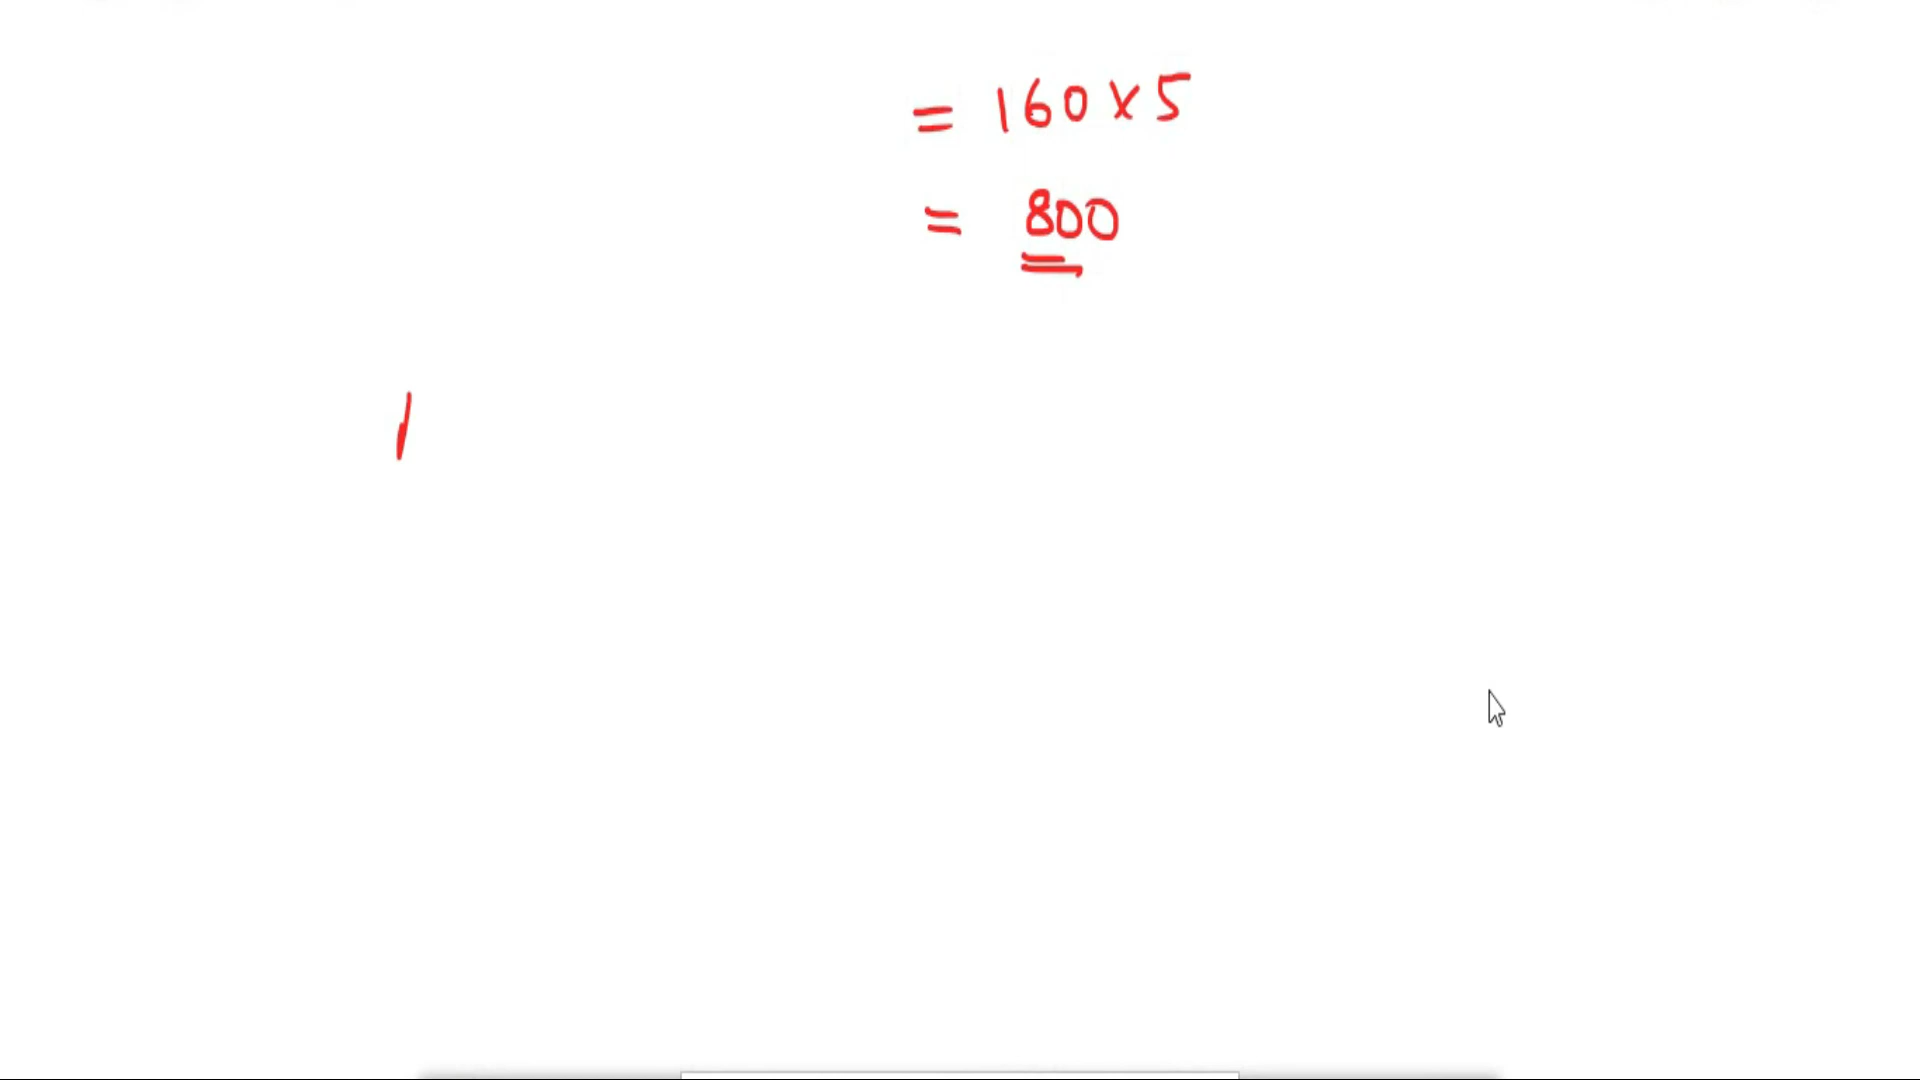 = 160 x 5
= 800